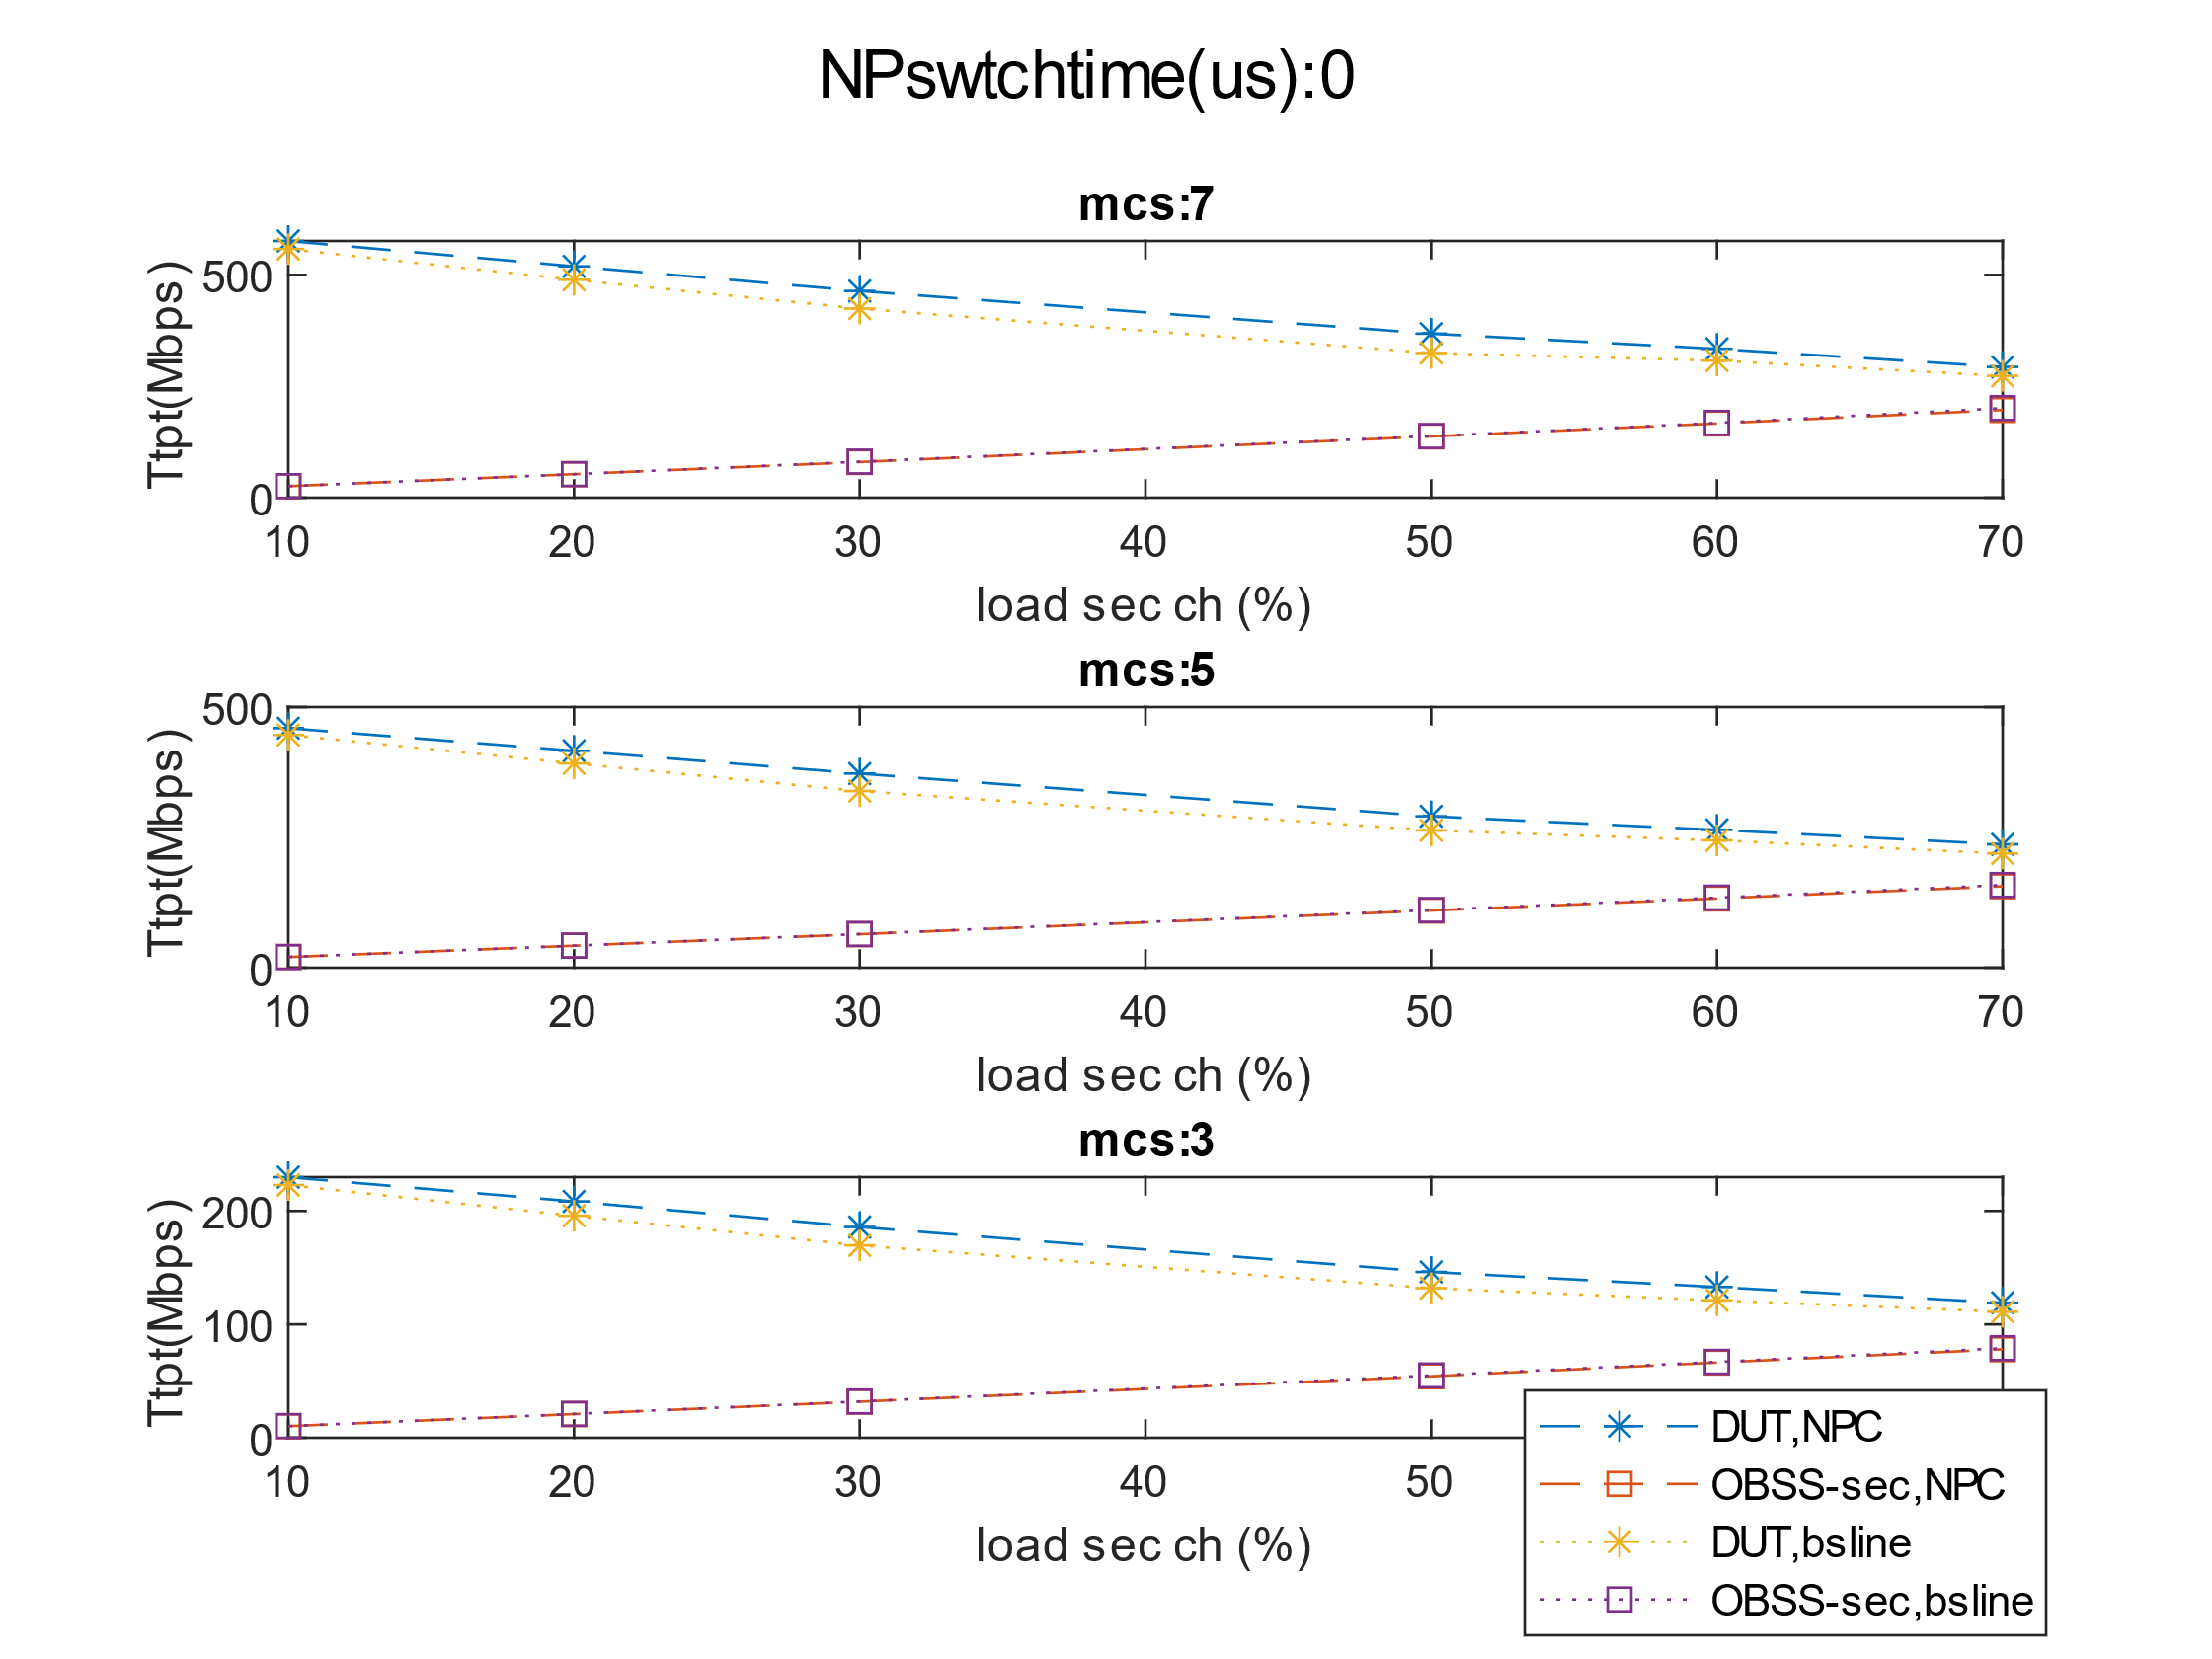 NPswtchtime(us):0
mcs:7
Ttpt(Mbps)
500
0
10 20 30 40 50 60 70
load sec ch (%)
mcs:5
Ttpt(Mbps)
500
0
10 20 30 40 50 60 70
load sec ch (%)
mcs:3
Ttpt(Mbps)
200
100
0
10 20 30 40 50
load sec ch (%)
DUT,NPC
OBSS-sec,NPC
DUT,bsline
OBSS-sec,bsline